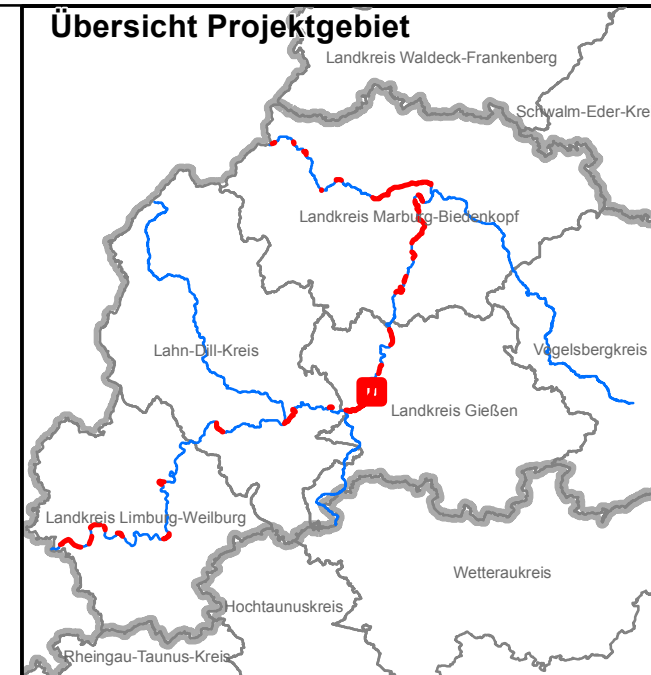 Übersicht Projektgebiet
Landkreis Waldeck-Frankenberg
Schwalm-Eder-Kre
Landkreis Marburg-Biedenkopf
Lahn-Dill-Kreis
Vogelsbergkreis
Landkreis Gießen
Landkreis Limburg-Weilburg
Wetteraukreis
Hochtaunuskreis
Rheingau-Taunus-Kreis